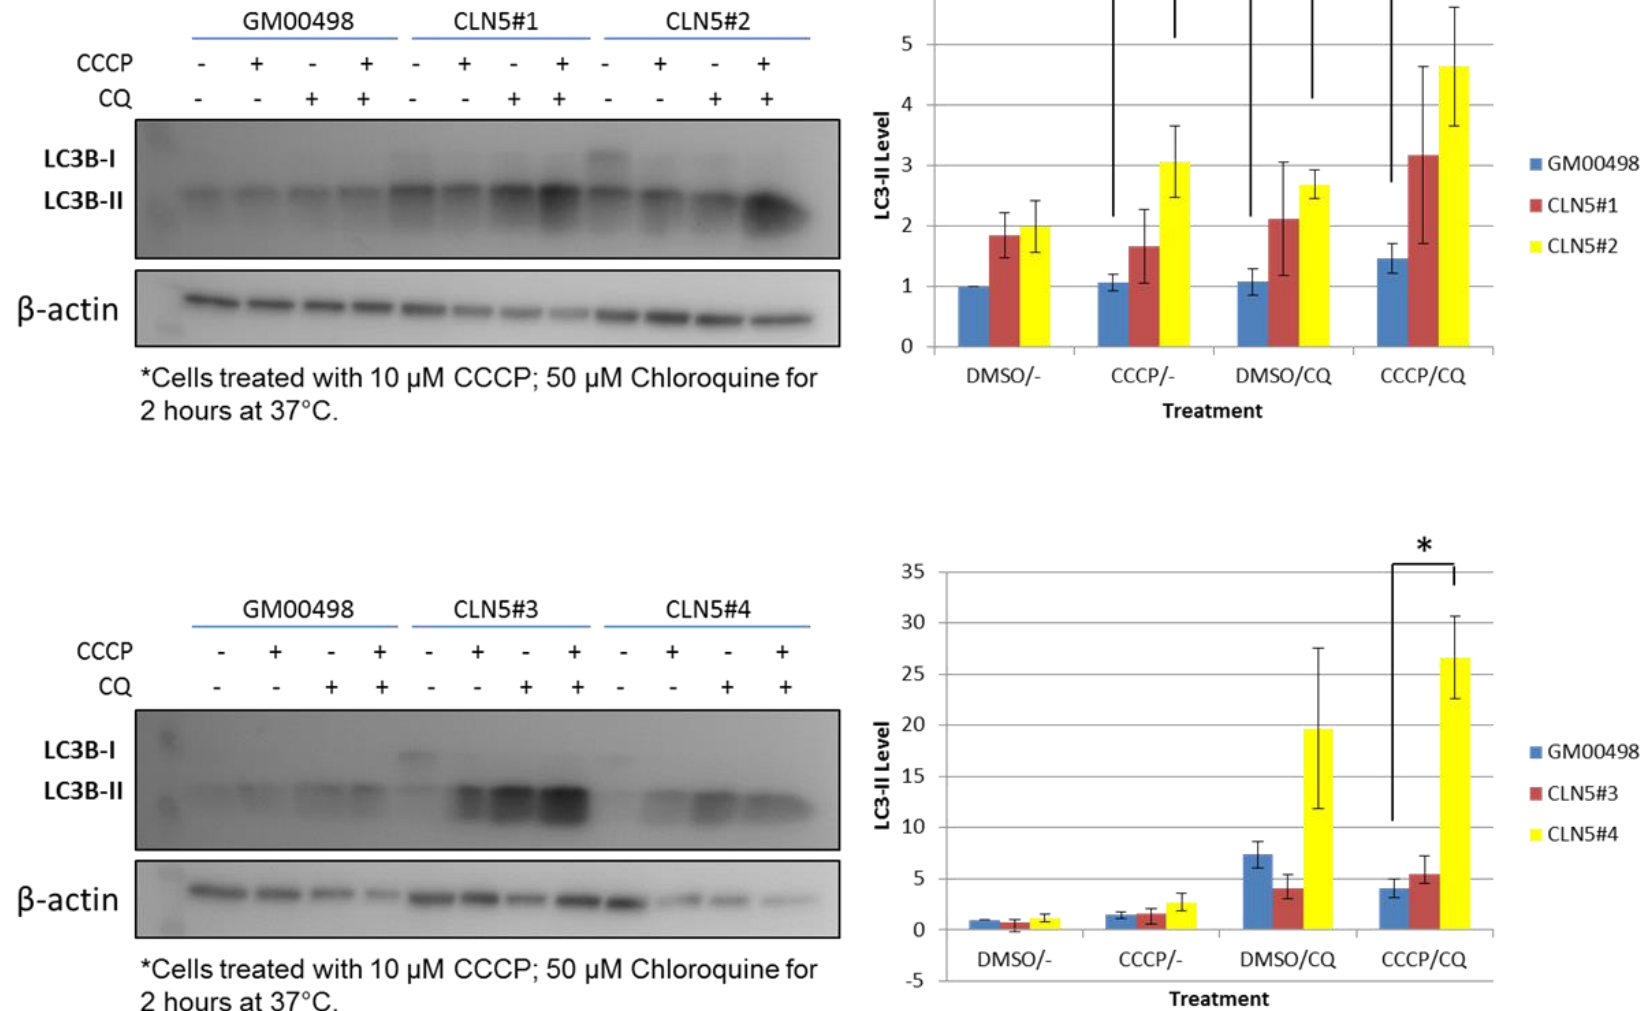 GM00498 CLN5#1 CLN5#2
CCCP - + - + - + - + - + - +
CQ - - + + - - + + - - + +
LC3B-I
LC3B-II
β-actin
*Cells treated with 10 µM CCCP; 50 µM Chloroquine for
2 hours at 37°C.
5
4
3
2
1
0
LC3-II Level
DMSO/- CCCP/- DMSO/CQ CCCP/CQ
Treatment
GM00498
CLN5#1
CLN5#2
GM00498 CLN5#3 CLN5#4
CCCP - + - + - + - + - + - +
CQ - - + + - - + + - - + +
LC3B-I
LC3B-II
β-actin
*Cells treated with 10 µM CCCP; 50 µM Chloroquine for
2 hours at 37°C.
*
35
30
25
20
15
10
5
0
-5
LC3-II Level
DMSO/- CCCP/- DMSO/CQ CCCP/CQ
Treatment
GM00498
CLN5#3
CLN5#4